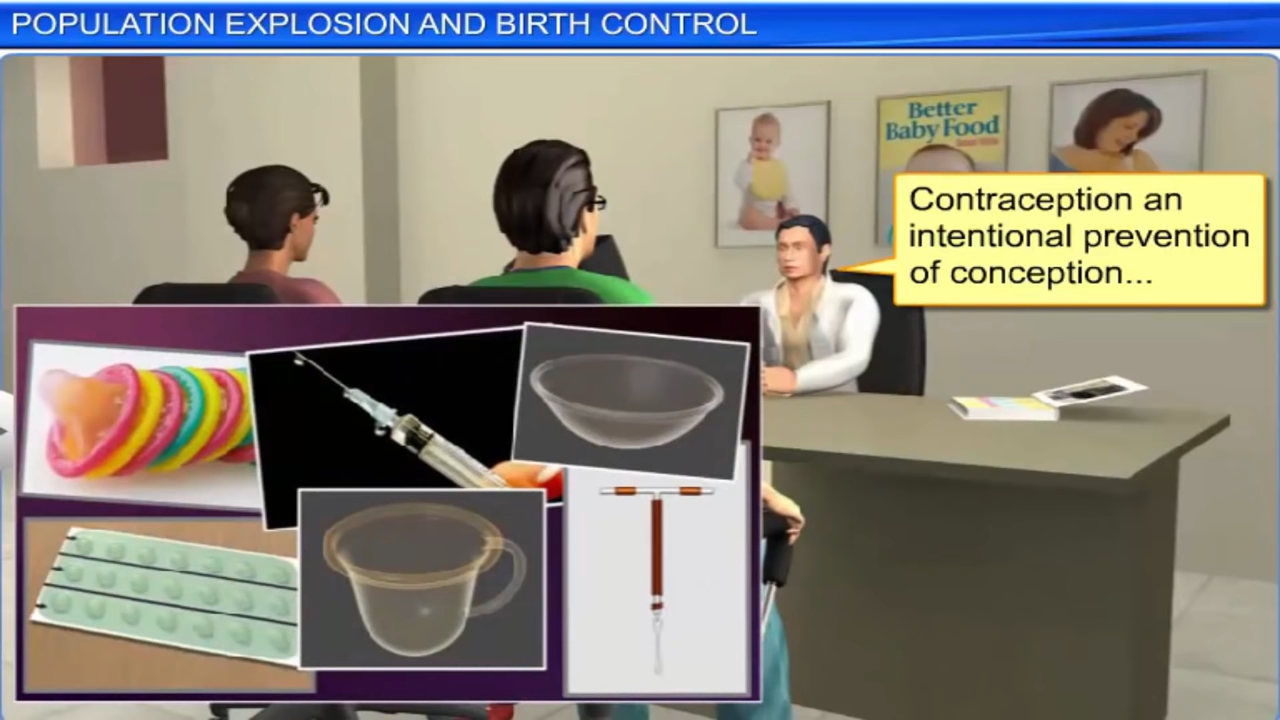 POPULATION EXPLOSION AND BIRTH CONTROL
Better
Baby Food
Contraception an
intentional prevention
of conception...